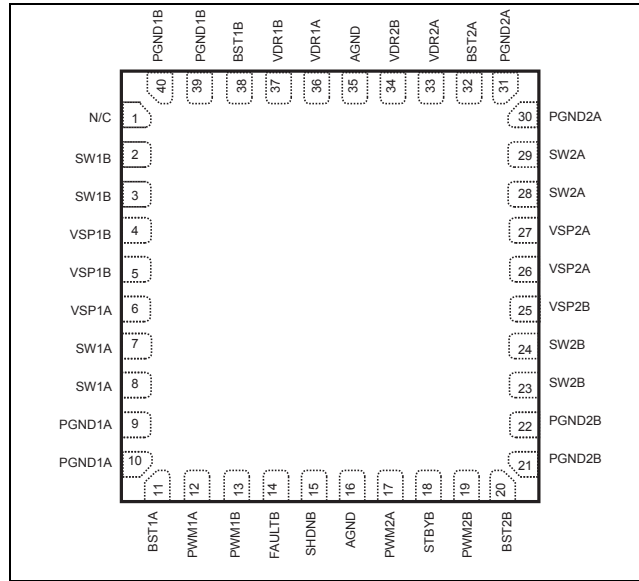 PGND1B PGND1B BST1B VDR1B VDR1A AGND VDR2B VDR2A BST2A PGND2A
40 39 38 37 36 35 34 33 32 31
N/C 1 30 PGND2A
SW1B 2 29 SW2A
SW1B 3 28 SW2A
VSP1B 4 27 VSP2A
VSP1B 5 26 VSP2A
VSP1A 6 25 VSP2B
SW1A 7 24 SW2B
SW1A 8 23 SW2B
PGND1A 9 22 PGND2B
PGND1A 10 21 PGND2B
11 12 13 14 15 16 17 18 19 20
BST1A PWM1A PWM1B FAULTB SHDNB AGND PWM2A STBYB PWM2B BST2B